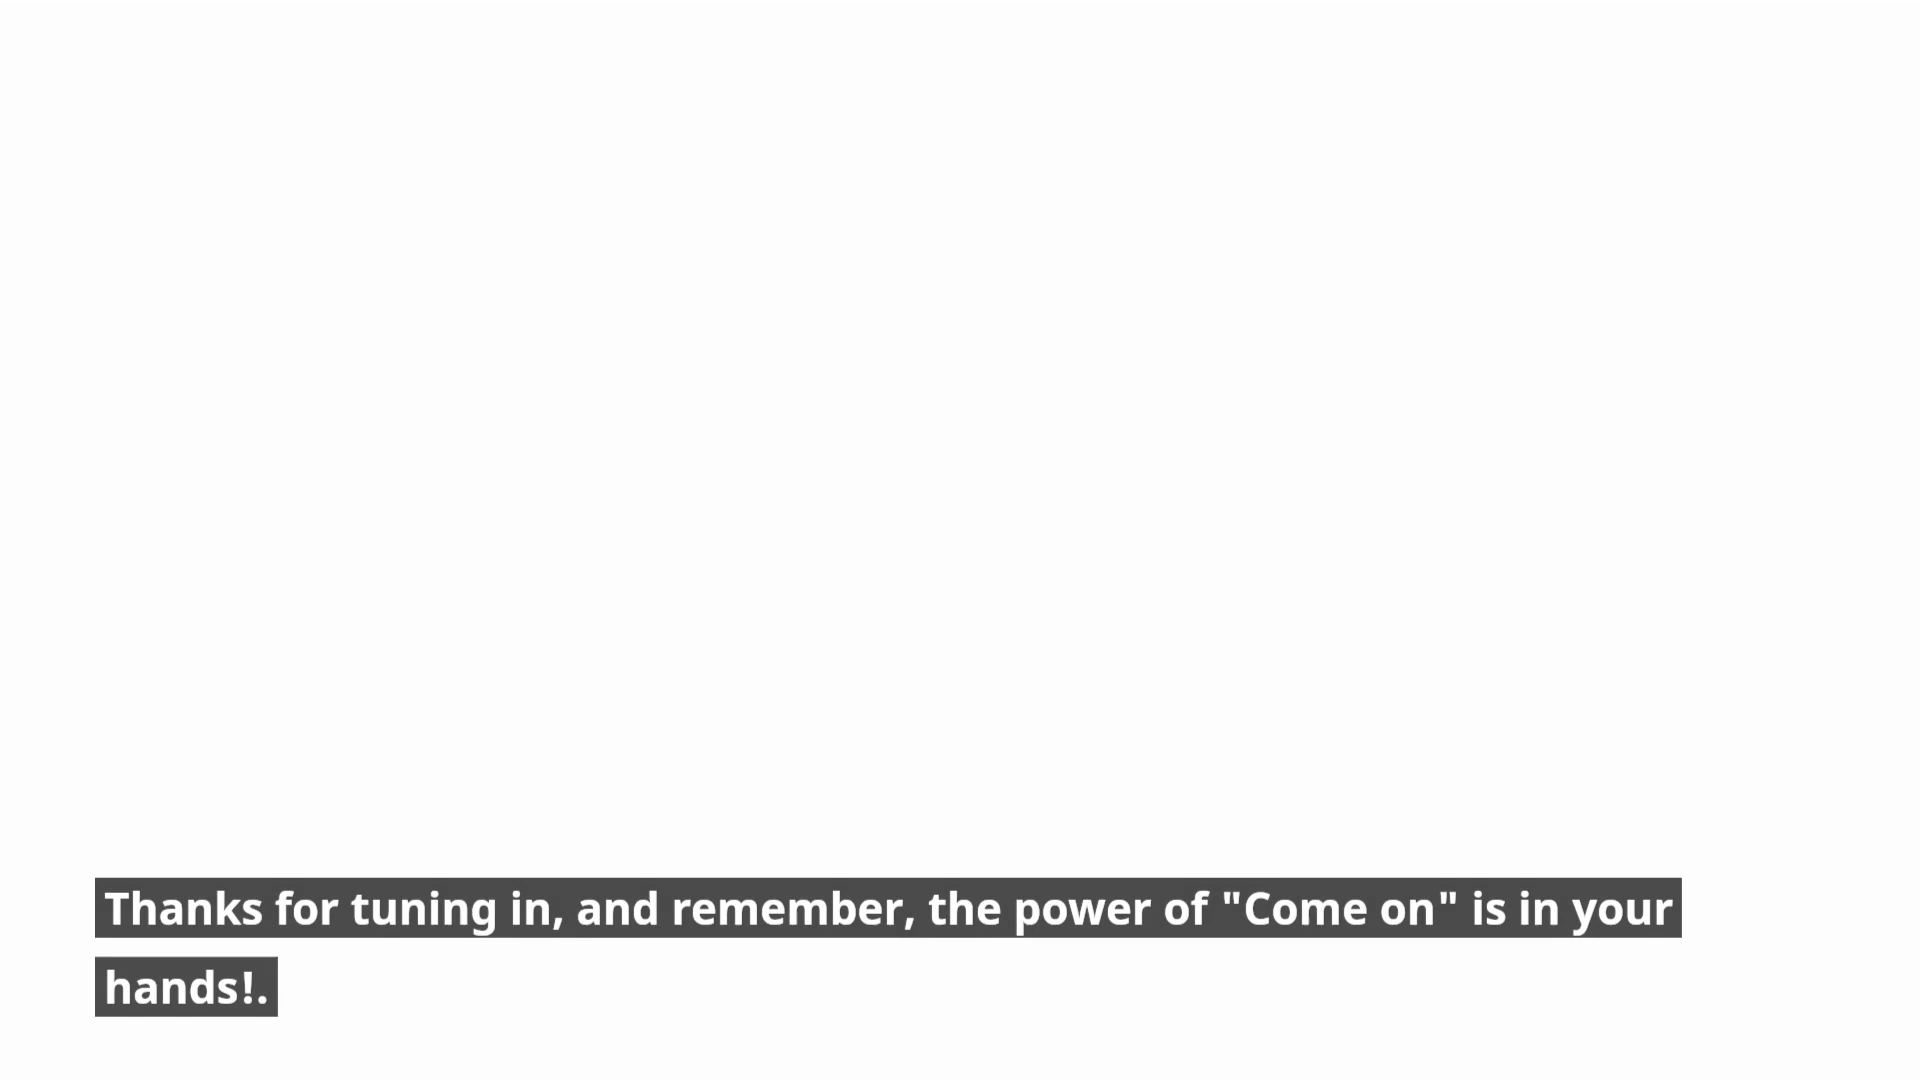 Thanks for tuning in, and remember, the power of "Come on" is in your
hands!.